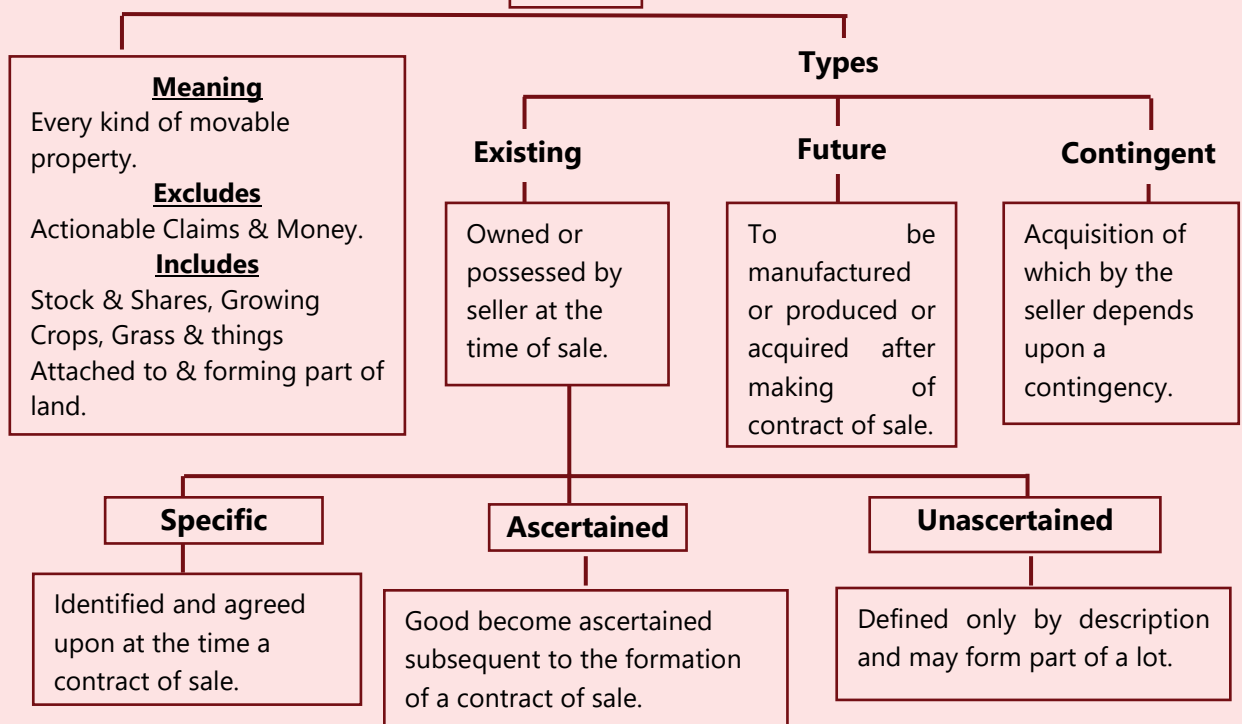 Meaning
Every kind of movable
property.
Excludes
Actionable Claims & Money.
Includes
Stock & Shares, Growing
Crops, Grass & things
Attached to & forming part of
land.
Types
Existing
Owned or
possessed by
seller at the
time of sale.
Future
To be
manufactured
or produced or
acquired after
making of
contract of sale.
Contingent
Acquisition of
which by the
seller depends
upon a
contingency.
Specific
Identified and agreed
upon at the time a
contract of sale.
Ascertained
Good become ascertained
subsequent to the formation
of a contract of sale.
Unascertained
Defined only by description
and may form part of a lot.